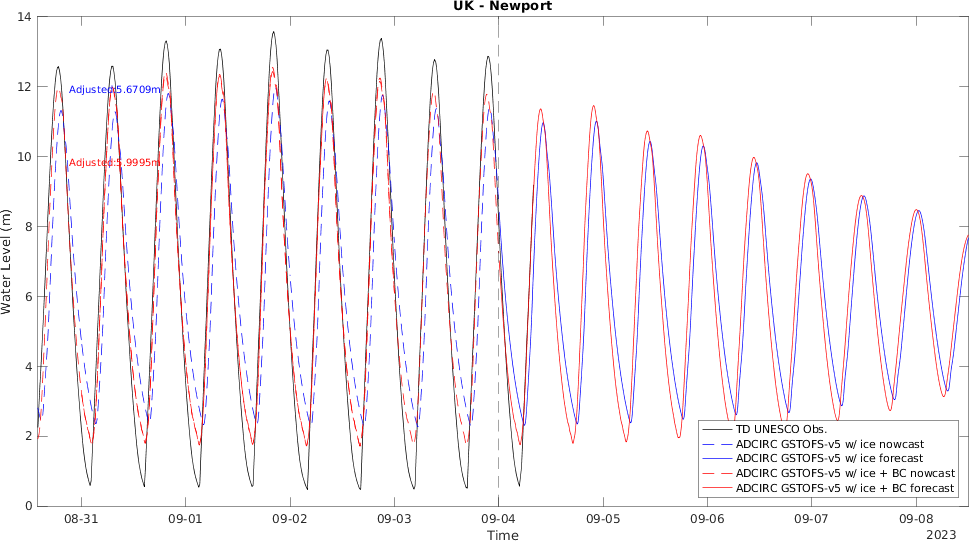 UK - Newport
Water Level (m)
14
12
10
8
6
4
2
0
Adjusted:5.6709m
Adjusted:5.9995m
TD UNESCO Obs.
ADCIRC GSTOFS-v5 w/ ice nowcast
ADCIRC GSTOFS-v5 w/ ice forecast
ADCIRC GSTOFS-v5 w/ ice + BC nowcast
ADCIRC GSTOFS-v5 w/ ice + BC forecast
08-31 09-01 09-02 09-03 09-04 09-05 09-06 09-07 09-08
Time
2023